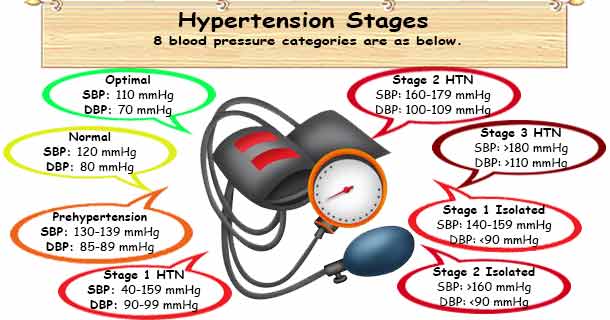 Hypertension Stages
8 blood pressure categories are as below.
Optimal
SBP: 110 mmHg
DBP: 70 mmHg
Normal
SBP: 120 mmHg
DBP: 80 mmHg
Prehypertension
SBP: 130-139 mmHg
DBP: 85-89 mmHg
Stage 1 HTN
SBP: 40-159 mmHg
DBP: 90-99 mmHg
Stage 2 HTN
SBP: 160-179 mmHg
DBP: 100-109 mmHg
Stage 3 HTN
SBP: >180 mmHg
DBP: >110 mmHg
Stage 1 Isolated
SBP: 140-159 mmHg
DBP: <90 mmHg
Stage 2 Isolated
SBP: >160 mmHg
DBP: <90 mmHg